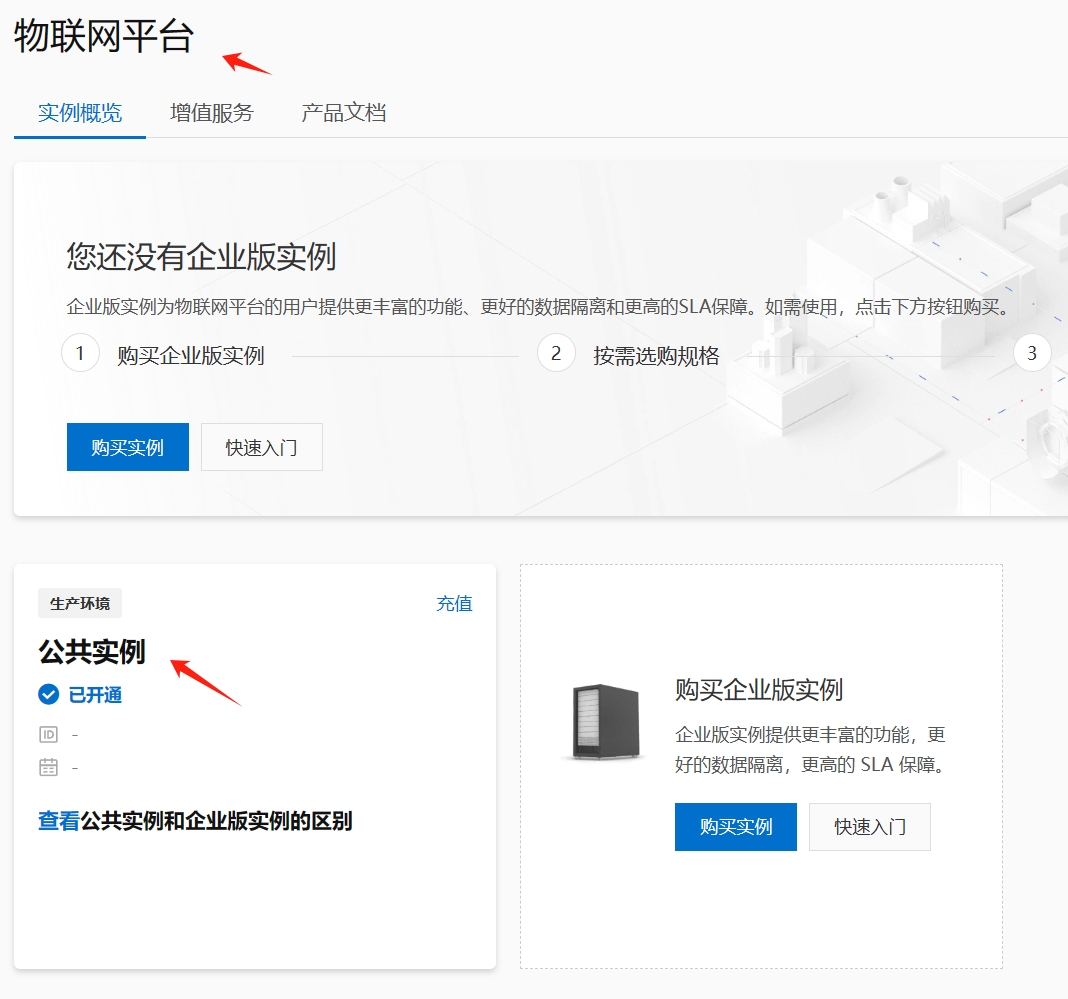 物联网平台
实例概览 增值服务 产品文档
您还没有企业版实例
企业版实例为物联网平台的用户提供更丰富的功能、更好的数据隔离和更高的SLA保障。如需使用，点击下方按钮购买。
1 购买企业版实例 2 按需选购规格 3
购买实例 快速入门
生产环境 充值
公共实例
已开通
ID -
-
查看公共实例和企业版实例的区别
购买企业版实例
企业版实例提供更丰富的功能，更
好的数据隔离，更高的 SLA 保障。
购买实例 快速入门